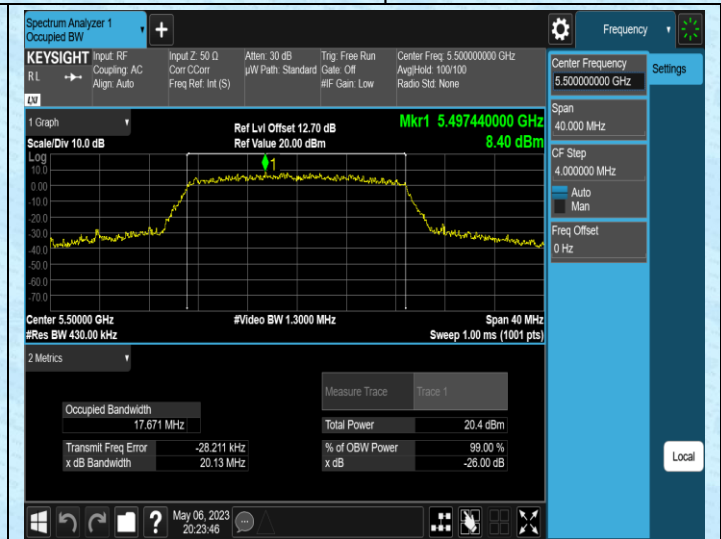 Spectrum Analyzer 1
Occupied BW
+
Frequency
KEYSIGHT
R L
LXI
Input: RF
Coupling: AC
Align: Auto
Input Z: 50 Ω
Corr CCorr
Freq Ref: Int (S)
Atten: 30 dB
µW Path: Standard
Trig: Free Run
Gate: Off
#IF Gain: Low
Center Freq: 5.500000000 GHz
Avg|Hold: 100/100
Radio Std: None
Center Frequency
5.500000000 GHz
Settings
Span
40.000 MHz
CF Step
4.000000 MHz
Auto
Man
Freq Offset
0 Hz
1 Graph
Scale/Div 10.0 dB
Ref Lvl Offset 12.70 dB
Ref Value 20.00 dBm
Mkr1 5.497440000 GHz
8.40 dBm
Log
10.0
0.00
-10.0
-20.0
-30.0
-40.0
-50.0
-60.0
-70.0
1
Center 5.50000 GHz
#Video BW 1.3000 MHz
Span 40 MHz
#Res BW 430.00 kHz
Sweep 1.00 ms (1001 pts)
2 Metrics
Measure Trace
Trace 1
Occupied Bandwidth
17.671 MHz
Total Power
20.4 dBm
Transmit Freq Error
-28.211 kHz
% of OBW Power
99.00 %
x dB Bandwidth
20.13 MHz
x dB
-26.00 dB
Local
?
May 06, 2023
20:23:46